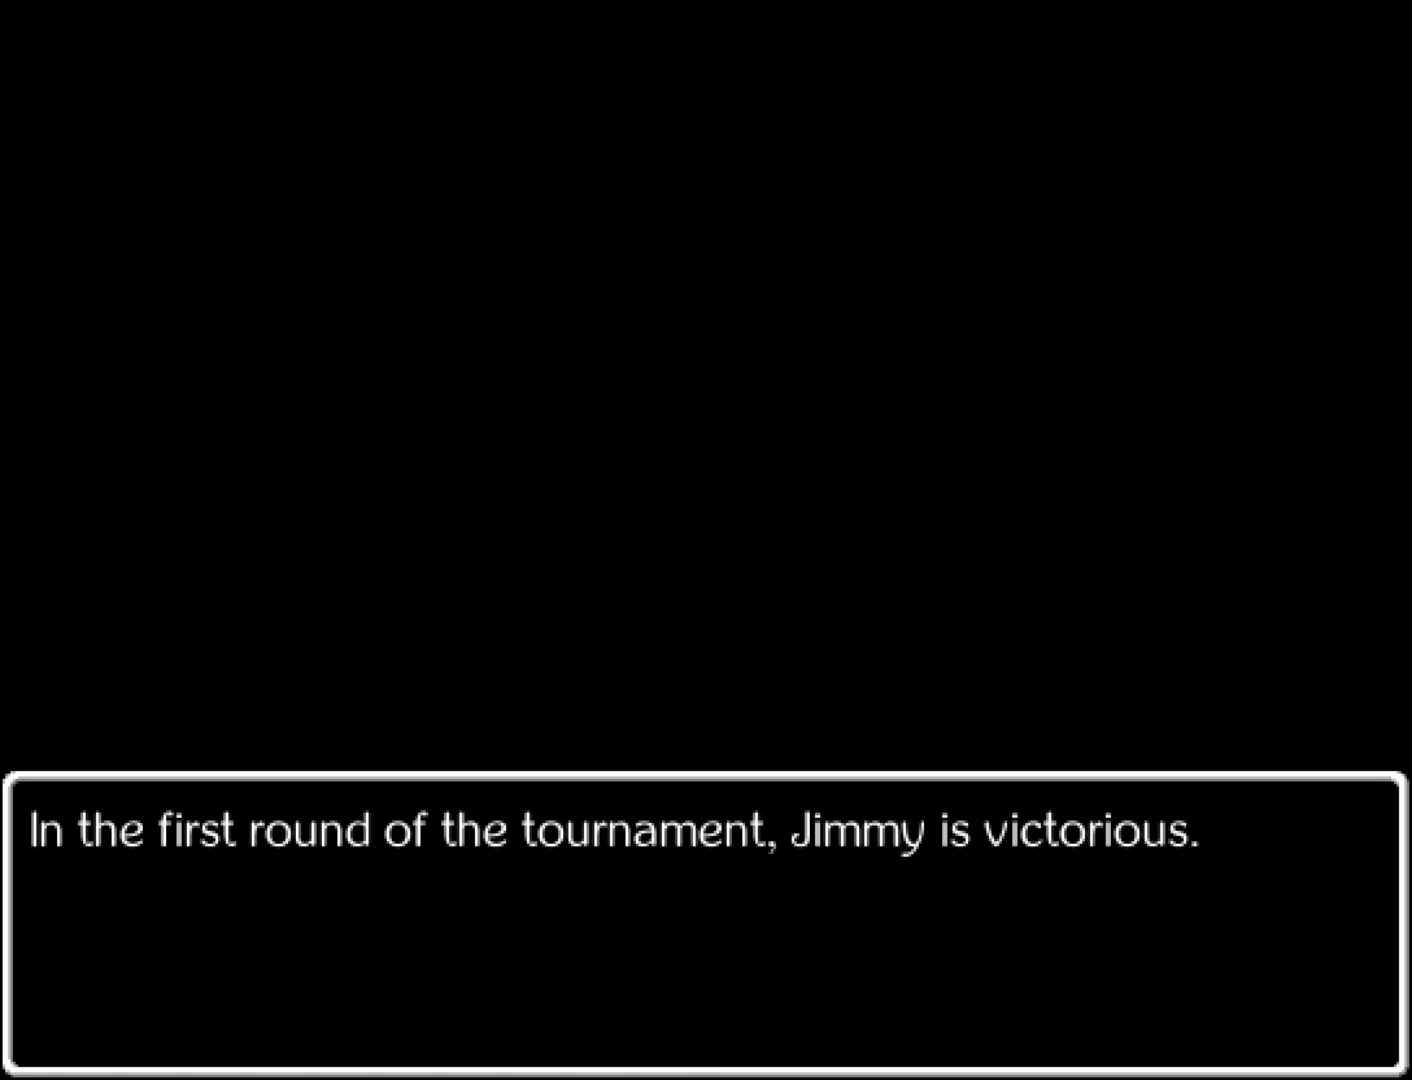 In the first round of the tournament, Jimmy is victorious.